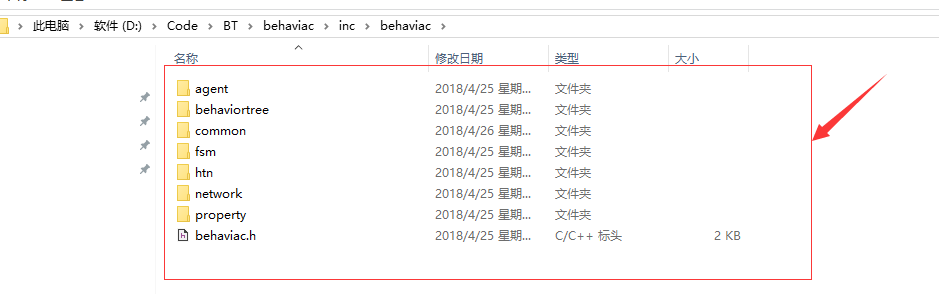 此电脑 > 软件 (D:) > Code > BT > behaviac > inc > behaviac >
名称 修改日期 类型 大小
agent 2018/4/25 星期... 文件夹
behaviortree 2018/4/25 星期... 文件夹
common 2018/4/26 星期... 文件夹
fsm 2018/4/25 星期... 文件夹
htn 2018/4/25 星期... 文件夹
network 2018/4/25 星期... 文件夹
property 2018/4/25 星期... 文件夹
behaviac.h 2018/4/25 星期... C/C++ 标头 2 KB